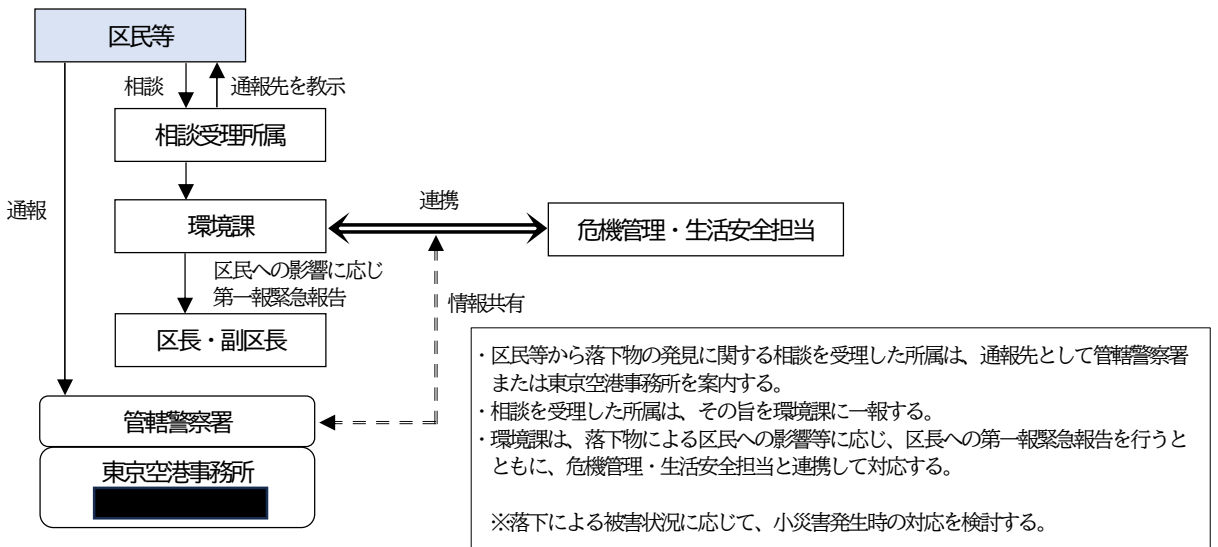 区民等
相談
通報先を教示
相談受理所属
通報
環境課
連携
危機管理・生活安全担当
区民への影響に応じ
第一報緊急報告
情報共有
区長・副区長
管轄警察署
東京空港事務所
・区民等から落下物の発見に関する相談を受理した所属は、通報先として管轄警察署
または東京空港事務所を案内する。
・相談を受理した所属は、その旨を環境課に一報する。
・環境課は、落下物による区民への影響等に応じ、区長への第一報緊急報告を行うと
ともに、危機管理・生活安全担当と連携して対応する。
※落下による被害状況に応じて、小災害発生時の対応を検討する。